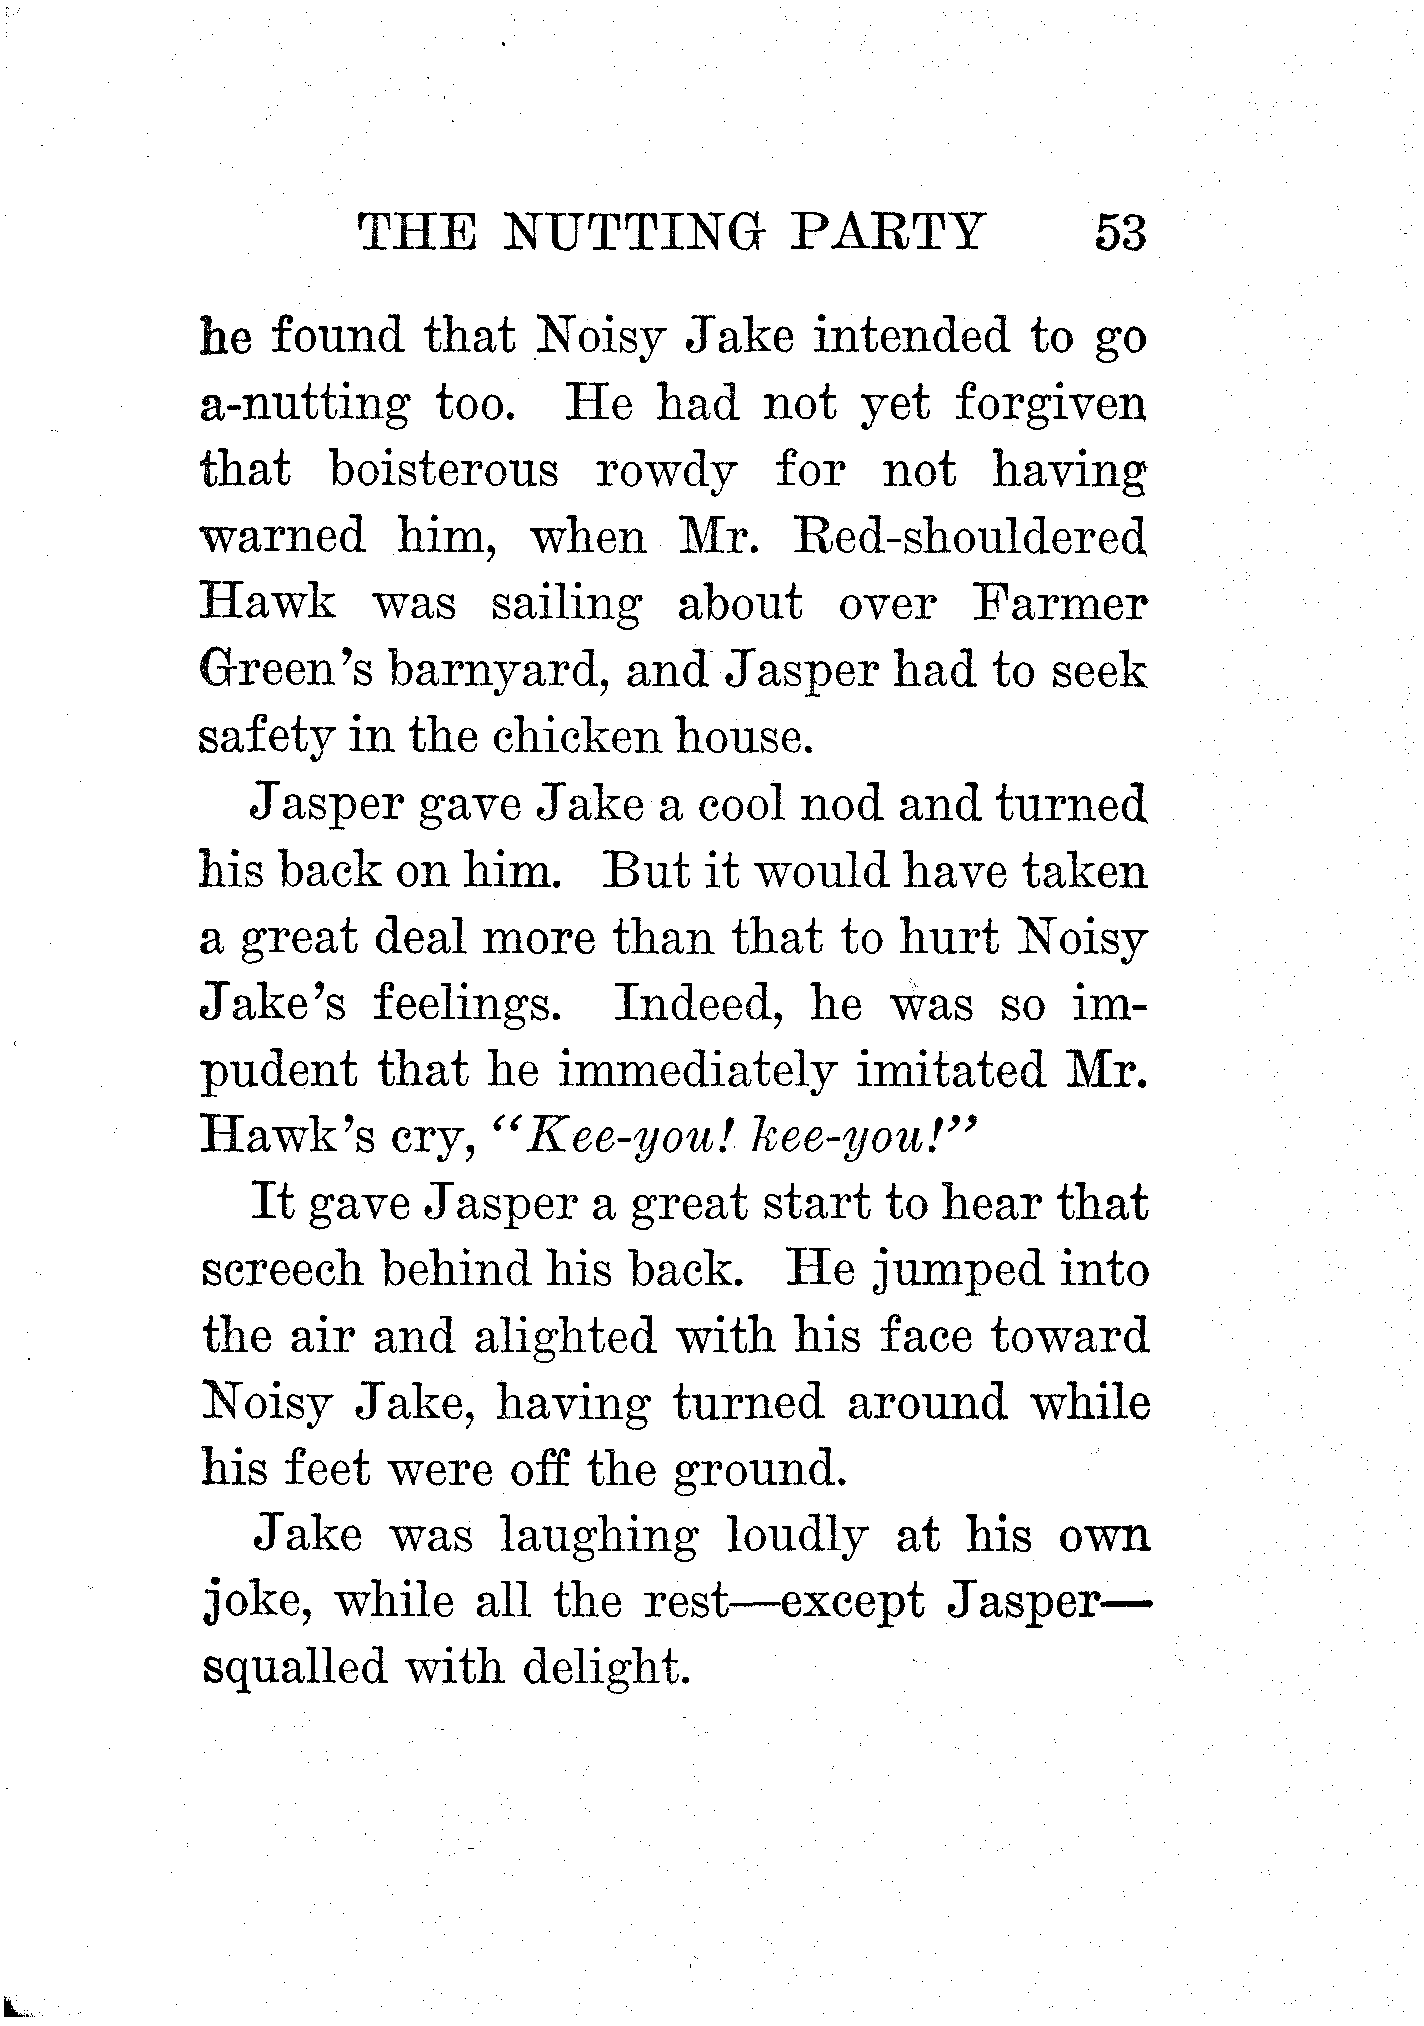 THE NUTTING PARTY 53
he found that Noisy Jake intended to go
a-nutting too. He had not yet forgiven
that boisterous rowdy for not having
warned him, when Mr. Red-shouldered
Hawk was sailing about over Farmer
Green's barnyard, and Jasper had to seek
safety in the chicken house.
Jasper gave Jake a cool nod and turned
his back on him. But it would have taken
a great deal more than that to hurt Noisy
Jake's feelings. Indeed, he was so im-
pudent that he immediately imitated Mr.
Hawk's cry, "Kee-you! kee-you!"
It gave Jasper a great start to hear that
screech behind his back. He jumped into
the air and alighted with his face toward
Noisy Jake, having turned around while
his feet were off the ground.
Jake was laughing loudly at his own
joke, while all the rest—except Jasper—
squalled with delight.